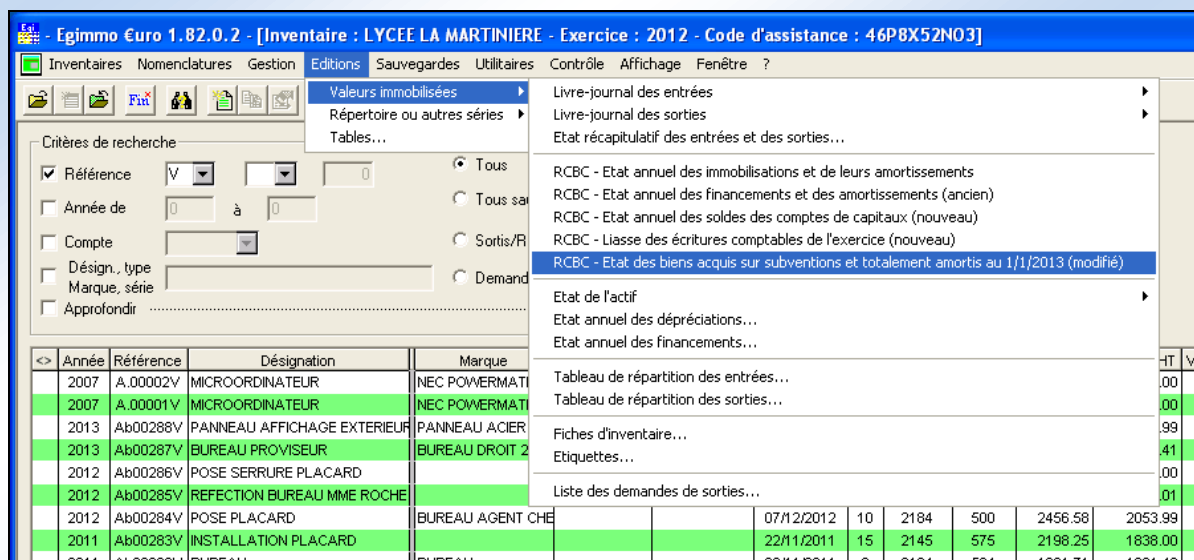 Egi - Egimmo €uro 1.82.0.2 - [Inventaire : LYCEE LA MARTINIERE - Exercice : 2012 - Code d'assistance : 46P8X52NO3]
Inventaires Nomenclatures Gestion Editions Sauvegardes Utilitaires Contrôle Affichage Fenêtre ?
Fin
Valeurs immobilisées
Répertoire ou autres séries
Tables...
Livre-journal des entrées
Livre-journal des sorties
Etat récapitulatif des entrées et des sorties...
RCBC - Etat annuel des immobilisations et de leurs amortissements
RCBC - Etat annuel des financements et des amortissements (ancien)
RCBC - Etat annuel des soldes des comptes de capitaux (nouveau)
RCBC - Liasse des écritures comptables de l'exercice (nouveau)
RCBC - Etat des biens acquis sur subventions et totalement amortis au 1/1/2013 (modifié)
Etat de l'actif
Etat annuel des dépréciations...
Etat annuel des financements...
Tableau de répartition des entrées...
Tableau de répartition des sorties...
Fiches d'inventaire...
Etiquettes...
Liste des demandes de sorties...
Critères de recherche
Référence V 0
Année de 0 à 0
Compte
Désign., type
Marque, série
Approfondir
Tous
Tous sau
Sortis/R
Demand
<> Année Référence Désignation Marque HT V
2007 A.00002V MICROORDINATEUR NEC POWERMATI .00
2007 A.00001V MICROORDINATEUR NEC POWERMATI .00
2013 Ab00288V PANNEAU AFFICHAGE EXTERIEUR PANNEAU ACIER .99
2013 Ab00287V BUREAU PROVISEUR BUREAU DROIT 2 .41
2012 Ab00286V POSE SERRURE PLACARD .00
2012 Ab00285V REFECTION BUREAU MME ROCHE .01
2012 Ab00284V POSE PLACARD BUREAU AGENT CHE 07/12/2012 10 2184 500 2456.58 2053.99
2011 Ab00283V INSTALLATION PLACARD 22/11/2011 15 2145 575 2198.25 1838.00